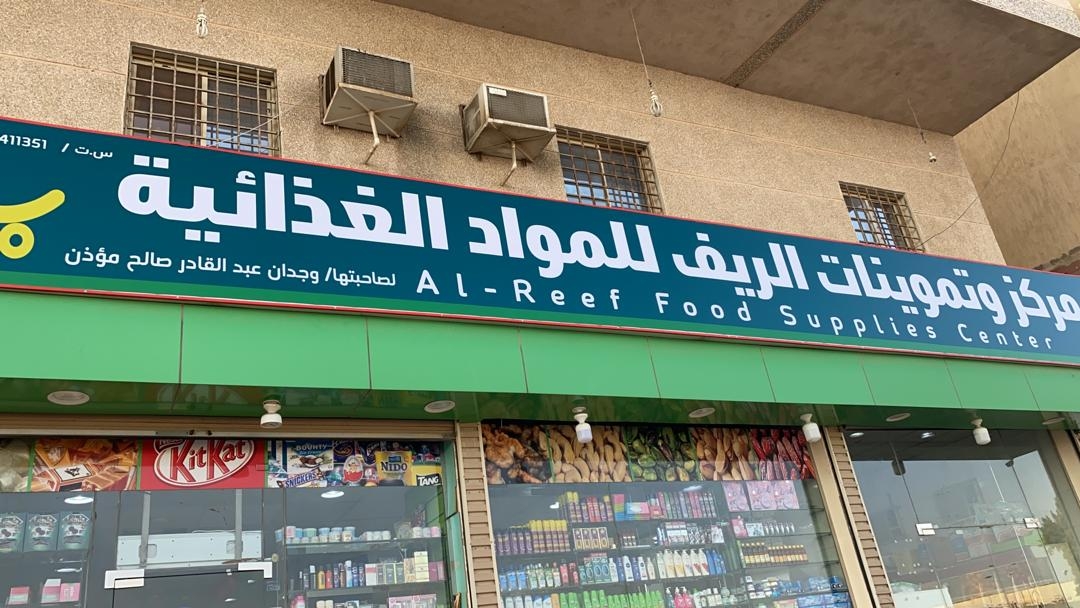 411351 / س.ت
مركز وتموينات الريف للمواد الغذائية
لصاحبتها/ وجدان عبد القادر صالح مؤذن
Al-Reef Food Supplies Center
KitKat
BOUNTY
SNICKERS
NIDO
TANG